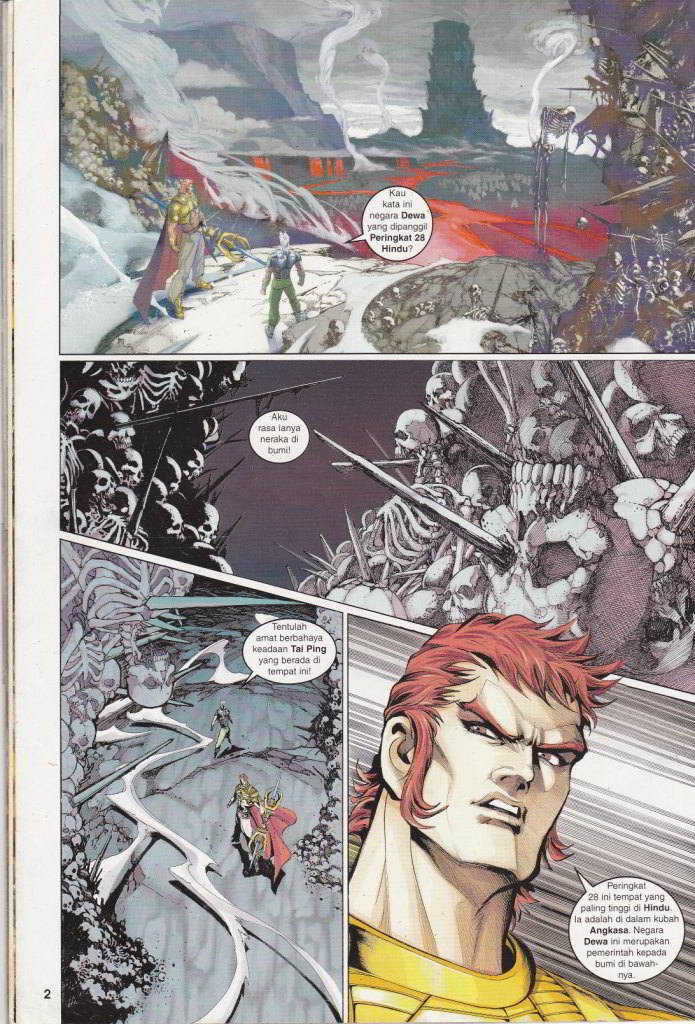 Kau
kata ini
negara Dewa
yang dipanggil
Peringkat 28
Hindu?
Aku
rasa ianya
neraka di
bumi!
Tentulah
amat berbahaya
keadaan Tai Ping
yang berada di
tempat ini!
Peringkat
28 ini tempat yang
paling tinggi di Hindu.
Ia adalah di dalam kubah
Angkasa. Negara
Dewa ini merupakan
pemerintah kepada
bumi di bawah-
nya.
2